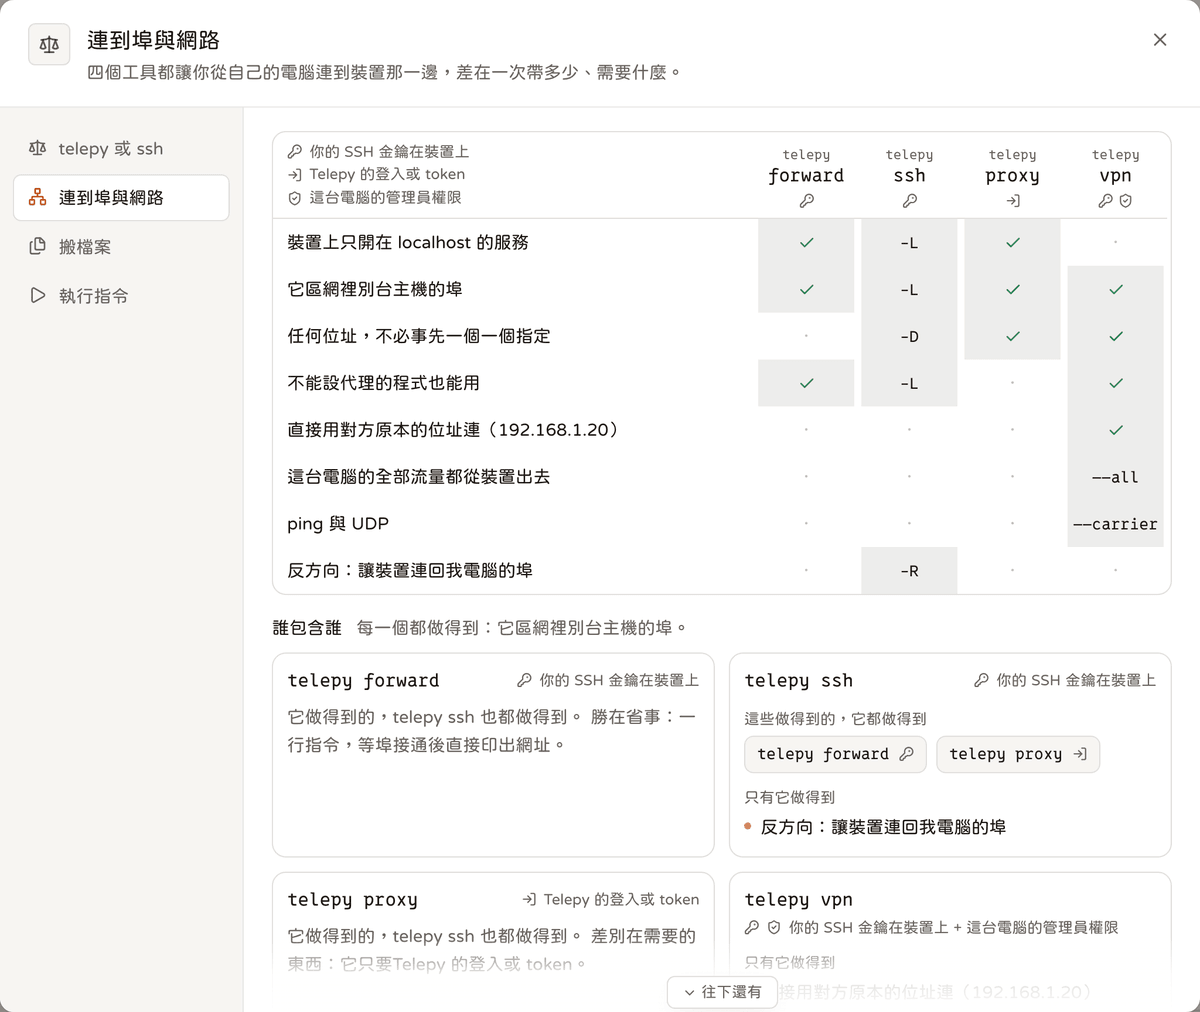 連到埠與網路
四個工具都讓你從自己的電腦連到裝置那一邊，差在一次帶多少、需要什麼。
telepy 或 ssh
連到埠與網路
搬檔案
執行指令
你的 SSH 金鑰在裝置上
Telepy 的登入或 token
這台電腦的管理員權限
telepy forward
telepy ssh
telepy proxy
telepy vpn
裝置上只開在 localhost 的服務 ✓ -L ✓ ·
它區網裡別台主機的埠 ✓ -L ✓ ✓
任何位址，不必事先一個一個指定 · -D ✓ ✓
不能設代理的程式也能用 ✓ -L · ✓
直接用對方原本的位址連（192.168.1.20） · · · ✓
這台電腦的全部流量都從裝置出去 · · · --all
ping 與 UDP · · · --carrier
反方向：讓裝置連回我電腦的埠 · -R · ·
誰包含誰 每一個都做得到：它區網裡別台主機的埠。
telepy forward 你的 SSH 金鑰在裝置上
它做得到的，telepy ssh 也都做得到。 勝在省事：一
行指令，等埠接通後直接印出網址。
telepy ssh 你的 SSH 金鑰在裝置上
這些做得到的，它都做得到
telepy forward
telepy proxy
只有它做得到
反方向：讓裝置連回我電腦的埠
telepy proxy Telepy 的登入或 token
它做得到的，telepy ssh 也都做得到。 差別在需要的
東西：它只要Telepy 的登入或 token。
telepy vpn
你的 SSH 金鑰在裝置上 + 這台電腦的管理員權限
只有它做得到
接用對方原本的位址連（192.168.1.20）
往下還有